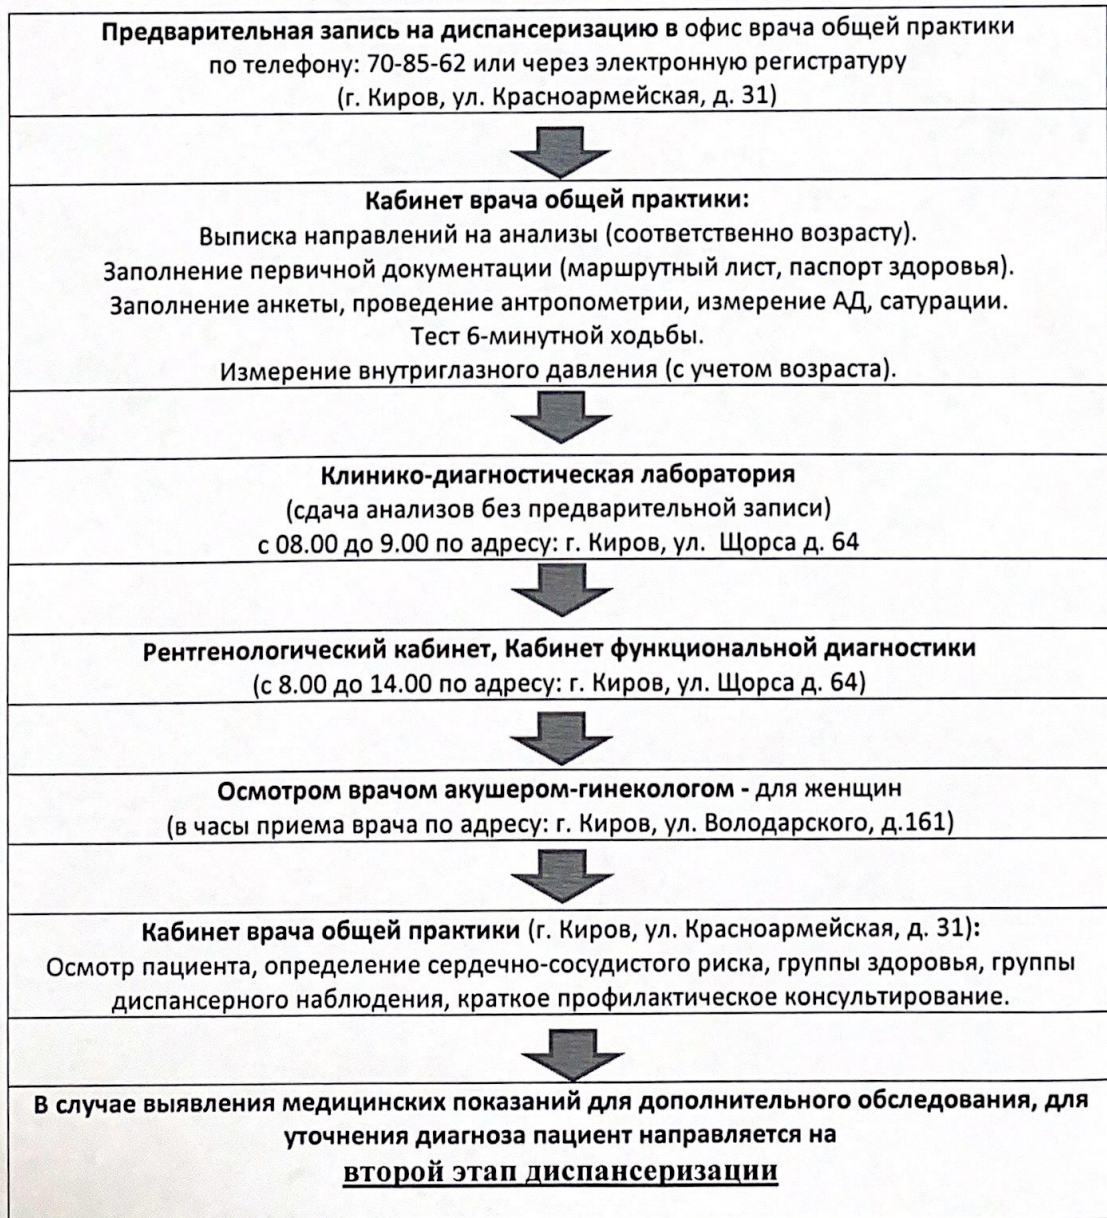 Предварительная запись на диспансеризацию в офис врача общей практики
по телефону: 70-85-62 или через электронную регистратуру
(г. Киров, ул. Красноармейская, д. 31)
Кабинет врача общей практики:
Выписка направлений на анализы (соответственно возрасту).
Заполнение первичной документации (маршрутный лист, паспорт здоровья).
Заполнение анкеты, проведение антропометрии, измерение АД, сатурации.
Тест 6-минутной ходьбы.
Измерение внутриглазного давления (с учетом возраста).
Клинико-диагностическая лаборатория
(сдача анализов без предварительной записи)
с 08.00 до 9.00 по адресу: г. Киров, ул. Щорса д. 64
Рентгенологический кабинет, Кабинет функциональной диагностики
(с 8.00 до 14.00 по адресу: г. Киров, ул. Щорса д. 64)
Осмотром врачом акушером-гинекологом - для женщин
(в часы приема врача по адресу: г. Киров, ул. Володарского, д.161)
Кабинет врача общей практики (г. Киров, ул. Красноармейская, д. 31):
Осмотр пациента, определение сердечно-сосудистого риска, группы здоровья, группы
диспансерного наблюдения, краткое профилактическое консультирование.
В случае выявления медицинских показаний для дополнительного обследования, для
уточнения диагноза пациент направляется на
второй этап диспансеризации